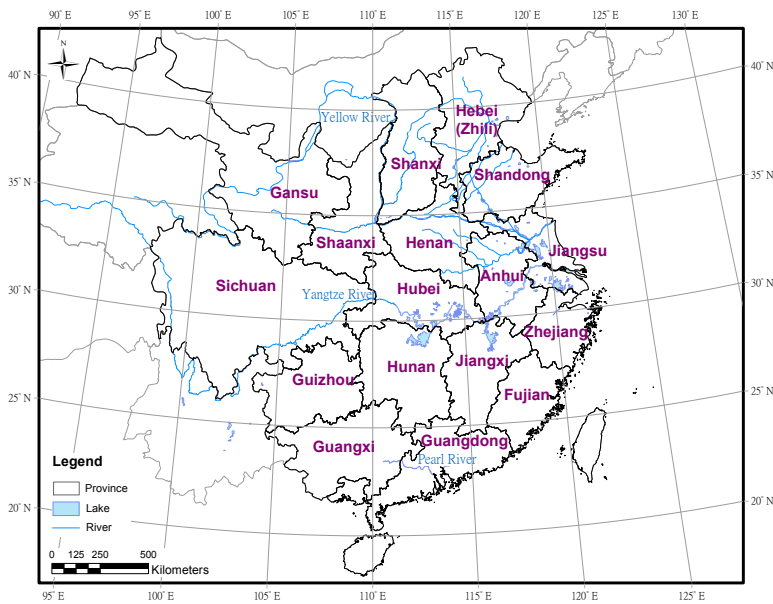 90° E
95° E
100° E
105° E
110° E
115° E
120° E
125° E
130° E
N
40° N
40° N
Yellow River
Hebei
(Zhili)
Shanxi
Shandong
35° N
35° N
Gansu
Shaanxi
Henan
Jiangsu
Anhui
Sichuan
Hubei
Yangtze River
30° N
30° N
Zhejiang
Jiangxi
Hunan
Guizhou
Fujian
25° N
25° N
Guangxi
Guangdong
Pearl River
Legend
Province
Lake
River
20° N
20° N
0 125 250 500
Kilometers
95° E
100° E
105° E
110° E
115° E
120° E
125° E